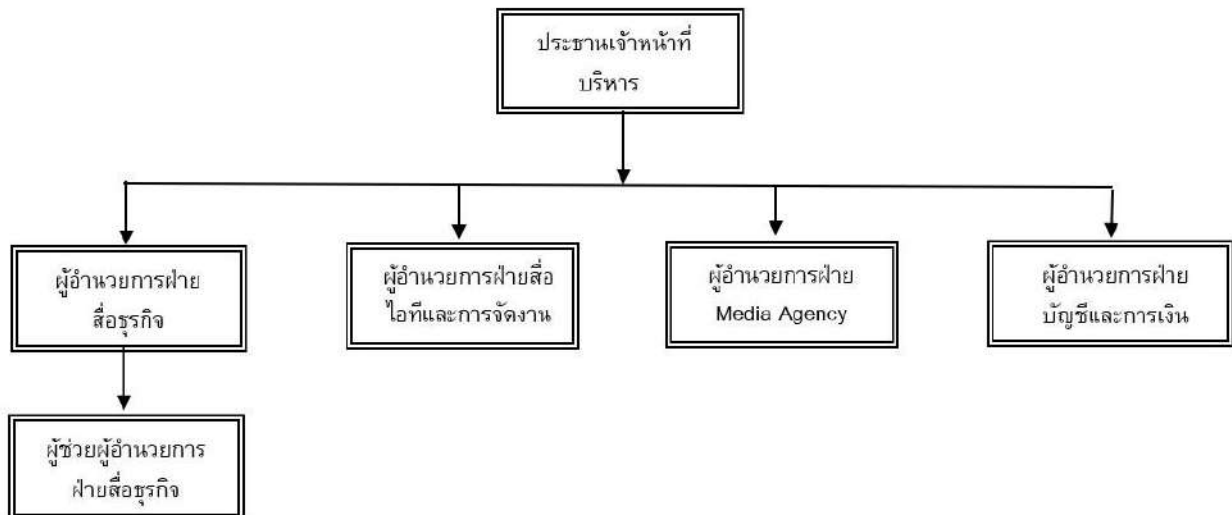 ประธานเจ้าหน้าที่
บริหาร
ผู้อำนวยการฝ่าย
สื่อธุรกิจ
ผู้อำนวยการฝ่ายสื่อ
ไอทีและการจัดงาน
ผู้อำนวยการฝ่าย
Media Agency
ผู้อำนวยการฝ่าย
บัญชีและการเงิน
ผู้ช่วยผู้อำนวยการ
ฝ่ายสื่อธุรกิจ